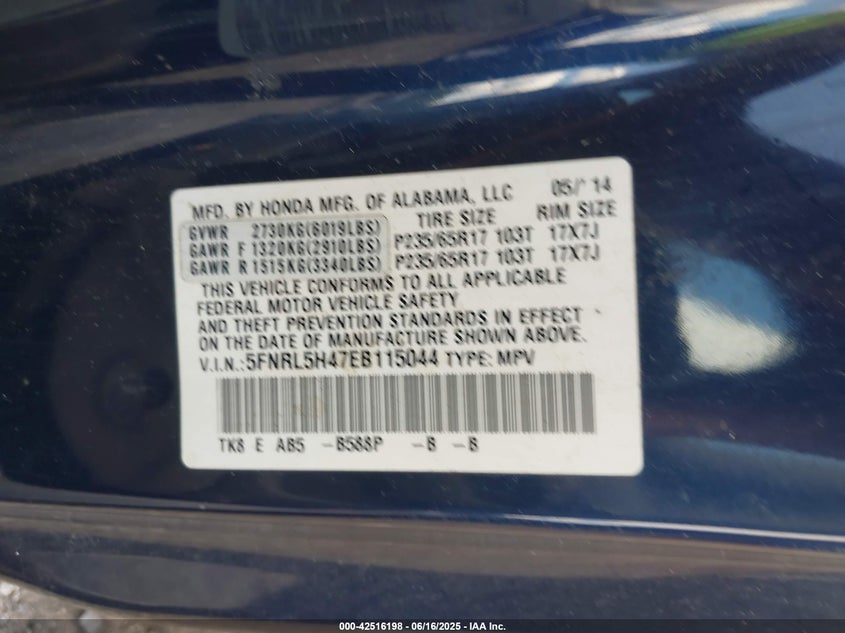 MFD. BY HONDA MFG. OF ALABAMA, LLC 05/'14
GVWR 2730KG(6019LBS) TIRE SIZE RIM SIZE
GAWR F 1320KG(2910LBS) P235/65R17 103T 17X7J
GAWR R 1515KG(3340LBS) P235/65R17 103T 17X7J
THIS VEHICLE CONFORMS TO ALL APPLICABLE
FEDERAL MOTOR VEHICLE SAFETY
AND THEFT PREVENTION STANDARDS IN EFFECT
ON THE DATE OF MANUFACTURE SHOWN ABOVE.
V.I.N.:5FNRL5H47EB115044 TYPE: MPV
TK8 E AB5 -B588P -B -B
000-42516198 - 06/16/2025 - IAA Inc.